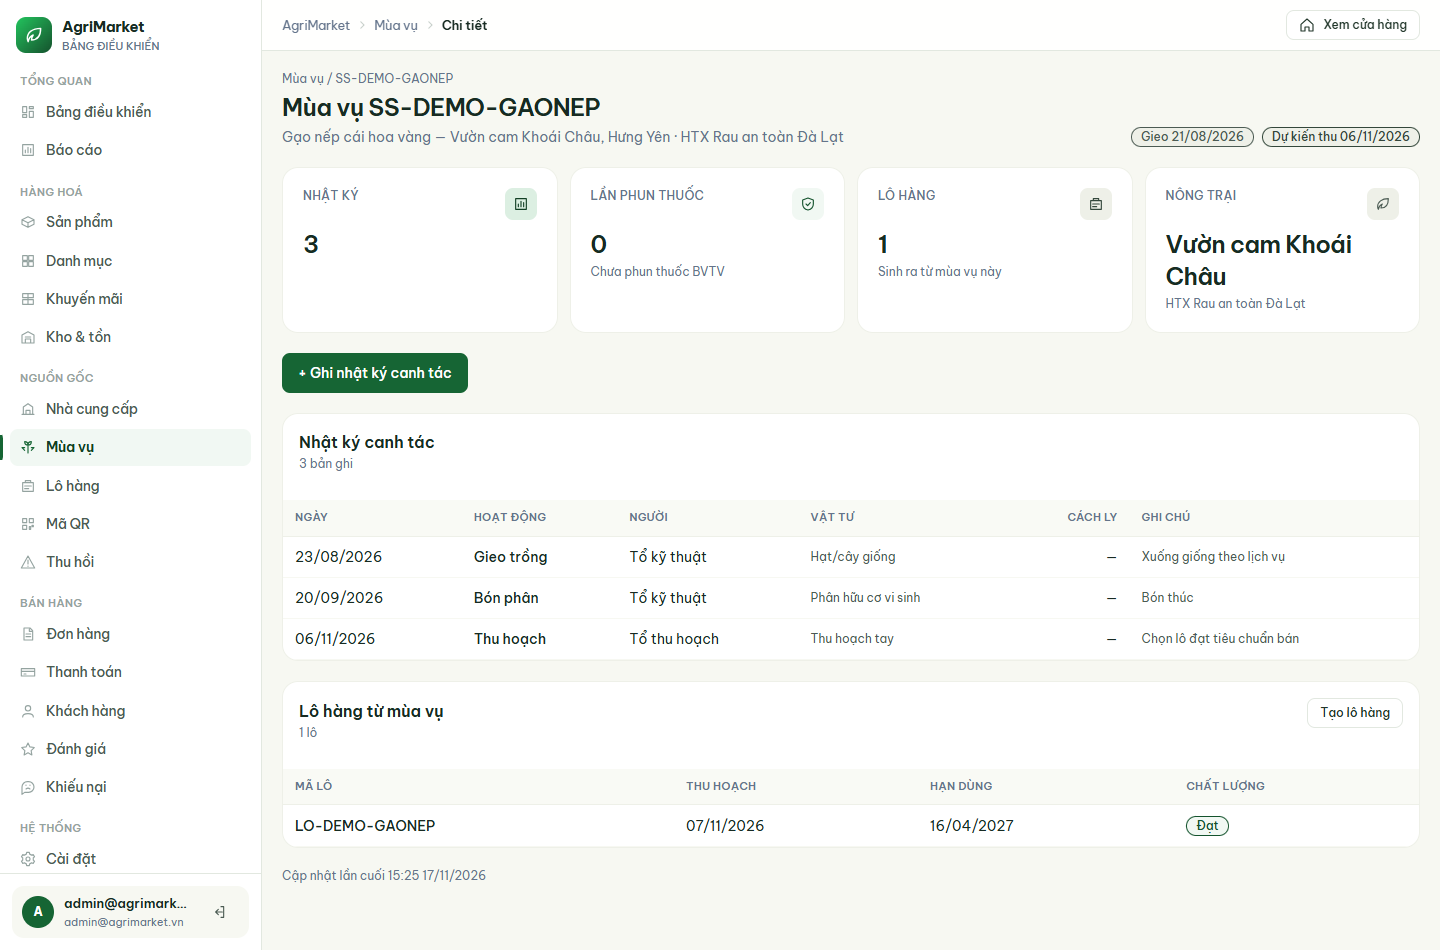 AgriMarket
BẢNG ĐIỀU KHIỂN
TỔNG QUAN
Bảng điều khiển
Báo cáo
HÀNG HOÁ
Sản phẩm
Danh mục
Khuyến mãi
Kho & tồn
NGUỒN GỐC
Nhà cung cấp
Mùa vụ
Lô hàng
Mã QR
Thu hồi
BÁN HÀNG
Đơn hàng
Thanh toán
Khách hàng
Đánh giá
Khiếu nại
HỆ THỐNG
Cài đặt
A
admin@agrimark...
admin@agrimarket.vn
AgriMarket > Mùa vụ > Chi tiết
Xem cửa hàng
Mùa vụ / SS-DEMO-GAONEP
Mùa vụ SS-DEMO-GAONEP
Gạo nếp cái hoa vàng — Vườn cam Khoái Châu, Hưng Yên · HTX Rau an toàn Đà Lạt
Gieo 21/08/2026
Dự kiến thu 06/11/2026
NHẬT KÝ
3
LẦN PHUN THUỐC
0
Chưa phun thuốc BVTV
LÔ HÀNG
1
Sinh ra từ mùa vụ này
NÔNG TRẠI
Vườn cam Khoái
Châu
HTX Rau an toàn Đà Lạt
+ Ghi nhật ký canh tác
Nhật ký canh tác
3 bản ghi
NGÀY HOẠT ĐỘNG NGƯỜI VẬT TƯ CÁCH LY GHI CHÚ
23/08/2026 Gieo trồng Tổ kỹ thuật Hạt/cây giống — Xuống giống theo lịch vụ
20/09/2026 Bón phân Tổ kỹ thuật Phân hữu cơ vi sinh — Bón thúc
06/11/2026 Thu hoạch Tổ thu hoạch Thu hoạch tay — Chọn lô đạt tiêu chuẩn bán
Lô hàng từ mùa vụ
1 lô
Tạo lô hàng
MÃ LÔ THU HOẠCH HẠN DÙNG CHẤT LƯỢNG
LO-DEMO-GAONEP 07/11/2026 16/04/2027 Đạt
Cập nhật lần cuối 15:25 17/11/2026